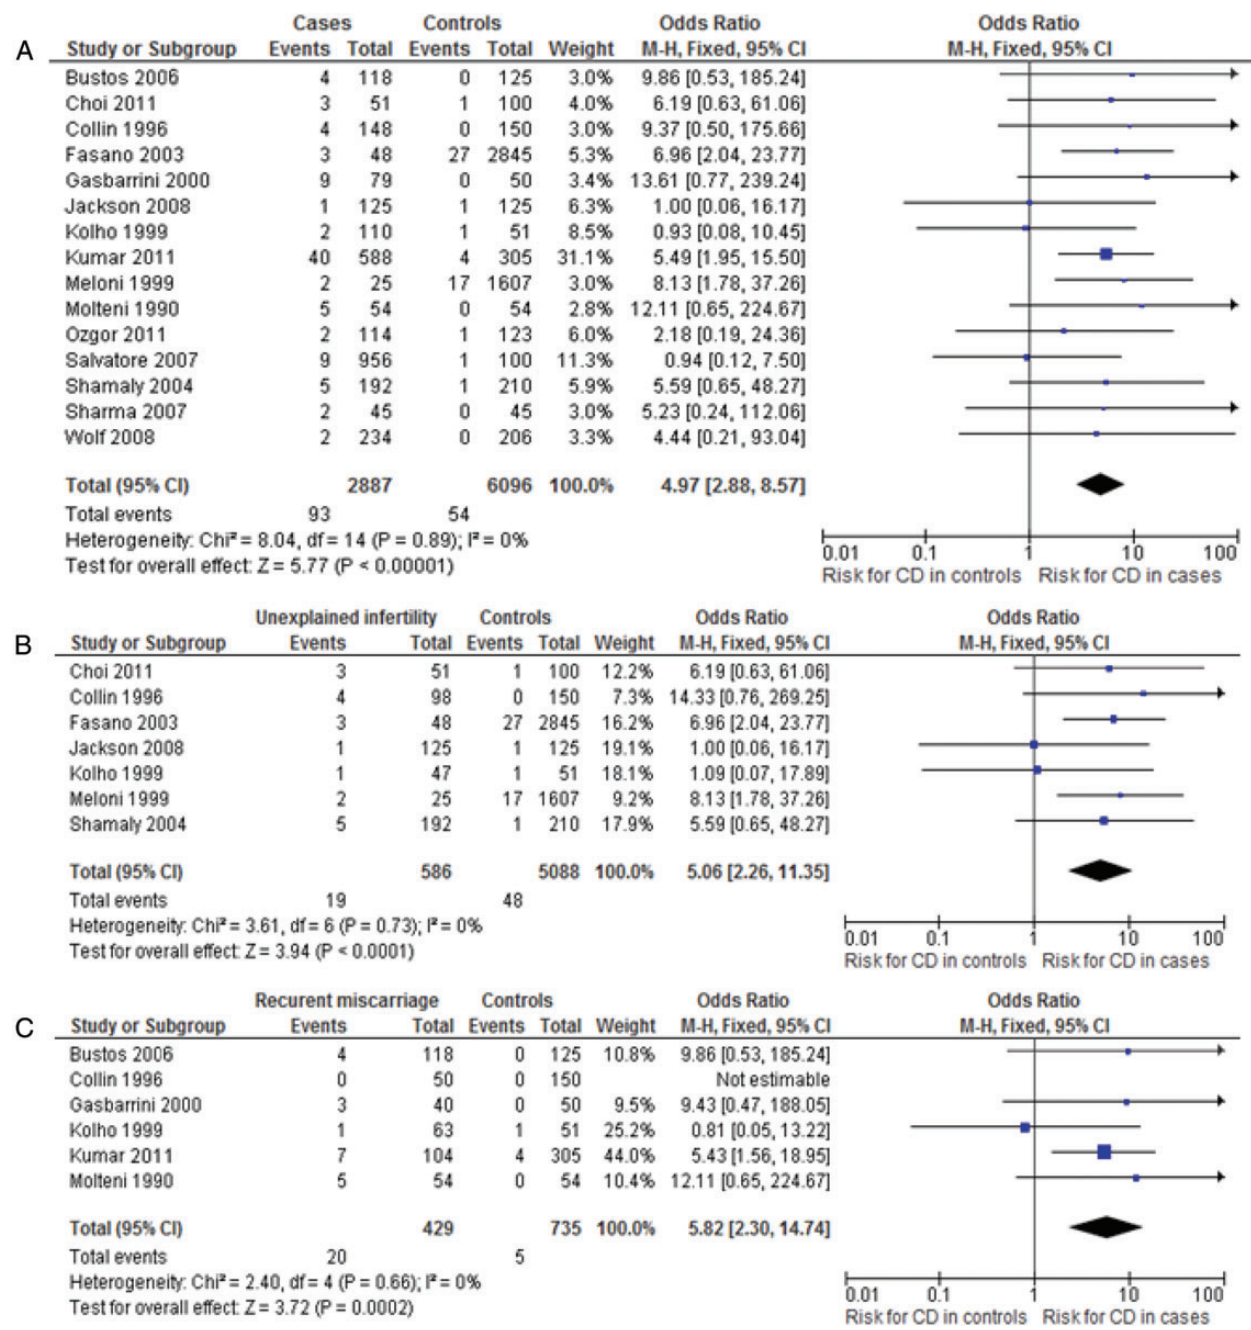 A
Cases Controls Odds Ratio Odds Ratio
Study or Subgroup Events Total Events Total Weight M-H, Fixed, 95% CI M-H, Fixed, 95% CI
Bustos 2006 4 118 0 125 3.0% 9.86 [0.53, 185.24]
Choi 2011 3 51 1 100 4.0% 6.19 [0.63, 61.06]
Collin 1996 4 148 0 150 3.0% 9.37 [0.50, 175.66]
Fasano 2003 3 48 27 2845 5.3% 6.96 [2.04, 23.77]
Gasbarrini 2000 9 79 0 50 3.4% 13.61 [0.77, 239.24]
Jackson 2008 1 125 1 125 6.3% 1.00 [0.06, 16.17]
Kolho 1999 2 110 1 51 8.5% 0.93 [0.08, 10.45]
Kumar 2011 40 588 4 305 31.1% 5.49 [1.95, 15.50]
Meloni 1999 2 25 17 1607 3.0% 8.13 [1.78, 37.26]
Molteni 1990 5 54 0 54 2.8% 12.11 [0.65, 224.67]
Ozgor 2011 2 114 1 123 6.0% 2.18 [0.19, 24.36]
Salvatore 2007 9 956 1 100 11.3% 0.94 [0.12, 7.50]
Shamaly 2004 5 192 1 210 5.9% 5.59 [0.65, 48.27]
Sharma 2007 2 45 0 45 3.0% 5.23 [0.24, 112.06]
Wolf 2008 2 234 0 206 3.3% 4.44 [0.21, 93.04]
Total (95% CI) 2887 6096 100.0% 4.97 [2.88, 8.57]
Total events 93 54
Heterogeneity: Chi² = 8.04, df = 14 (P = 0.89); I² = 0%
Test for overall effect: Z = 5.77 (P < 0.00001)
0.01 0.1 1 10 100
Risk for CD in controls Risk for CD in cases
B
Unexplained infertility Controls Odds Ratio Odds Ratio
Study or Subgroup Events Total Events Total Weight M-H, Fixed, 95% CI M-H, Fixed, 95% CI
Choi 2011 3 51 1 100 12.2% 6.19 [0.63, 61.06]
Collin 1996 4 98 0 150 7.3% 14.33 [0.76, 269.25]
Fasano 2003 3 48 27 2845 16.2% 6.96 [2.04, 23.77]
Jackson 2008 1 125 1 125 19.1% 1.00 [0.06, 16.17]
Kolho 1999 1 47 1 51 18.1% 1.09 [0.07, 17.89]
Meloni 1999 2 25 17 1607 9.2% 8.13 [1.78, 37.26]
Shamaly 2004 5 192 1 210 17.9% 5.59 [0.65, 48.27]
Total (95% CI) 586 5088 100.0% 5.06 [2.26, 11.35]
Total events 19 48
Heterogeneity: Chi² = 3.61, df = 6 (P = 0.73); I² = 0%
Test for overall effect: Z = 3.94 (P < 0.0001)
0.01 0.1 1 10 100
Risk for CD in controls Risk for CD in cases
C
Recurent miscarriage Controls Odds Ratio Odds Ratio
Study or Subgroup Events Total Events Total Weight M-H, Fixed, 95% CI M-H, Fixed, 95% CI
Bustos 2006 4 118 0 125 10.8% 9.86 [0.53, 185.24]
Collin 1996 0 50 0 150 Not estimable
Gasbarrini 2000 3 40 0 50 9.5% 9.43 [0.47, 188.05]
Kolho 1999 1 63 1 51 25.2% 0.81 [0.05, 13.22]
Kumar 2011 7 104 4 305 44.0% 5.43 [1.56, 18.95]
Molteni 1990 5 54 0 54 10.4% 12.11 [0.65, 224.67]
Total (95% CI) 429 735 100.0% 5.82 [2.30, 14.74]
Total events 20 5
Heterogeneity: Chi² = 2.40, df = 4 (P = 0.66); I² = 0%
Test for overall effect: Z = 3.72 (P = 0.0002)
0.01 0.1 1 10 100
Risk for CD in controls Risk for CD in cases